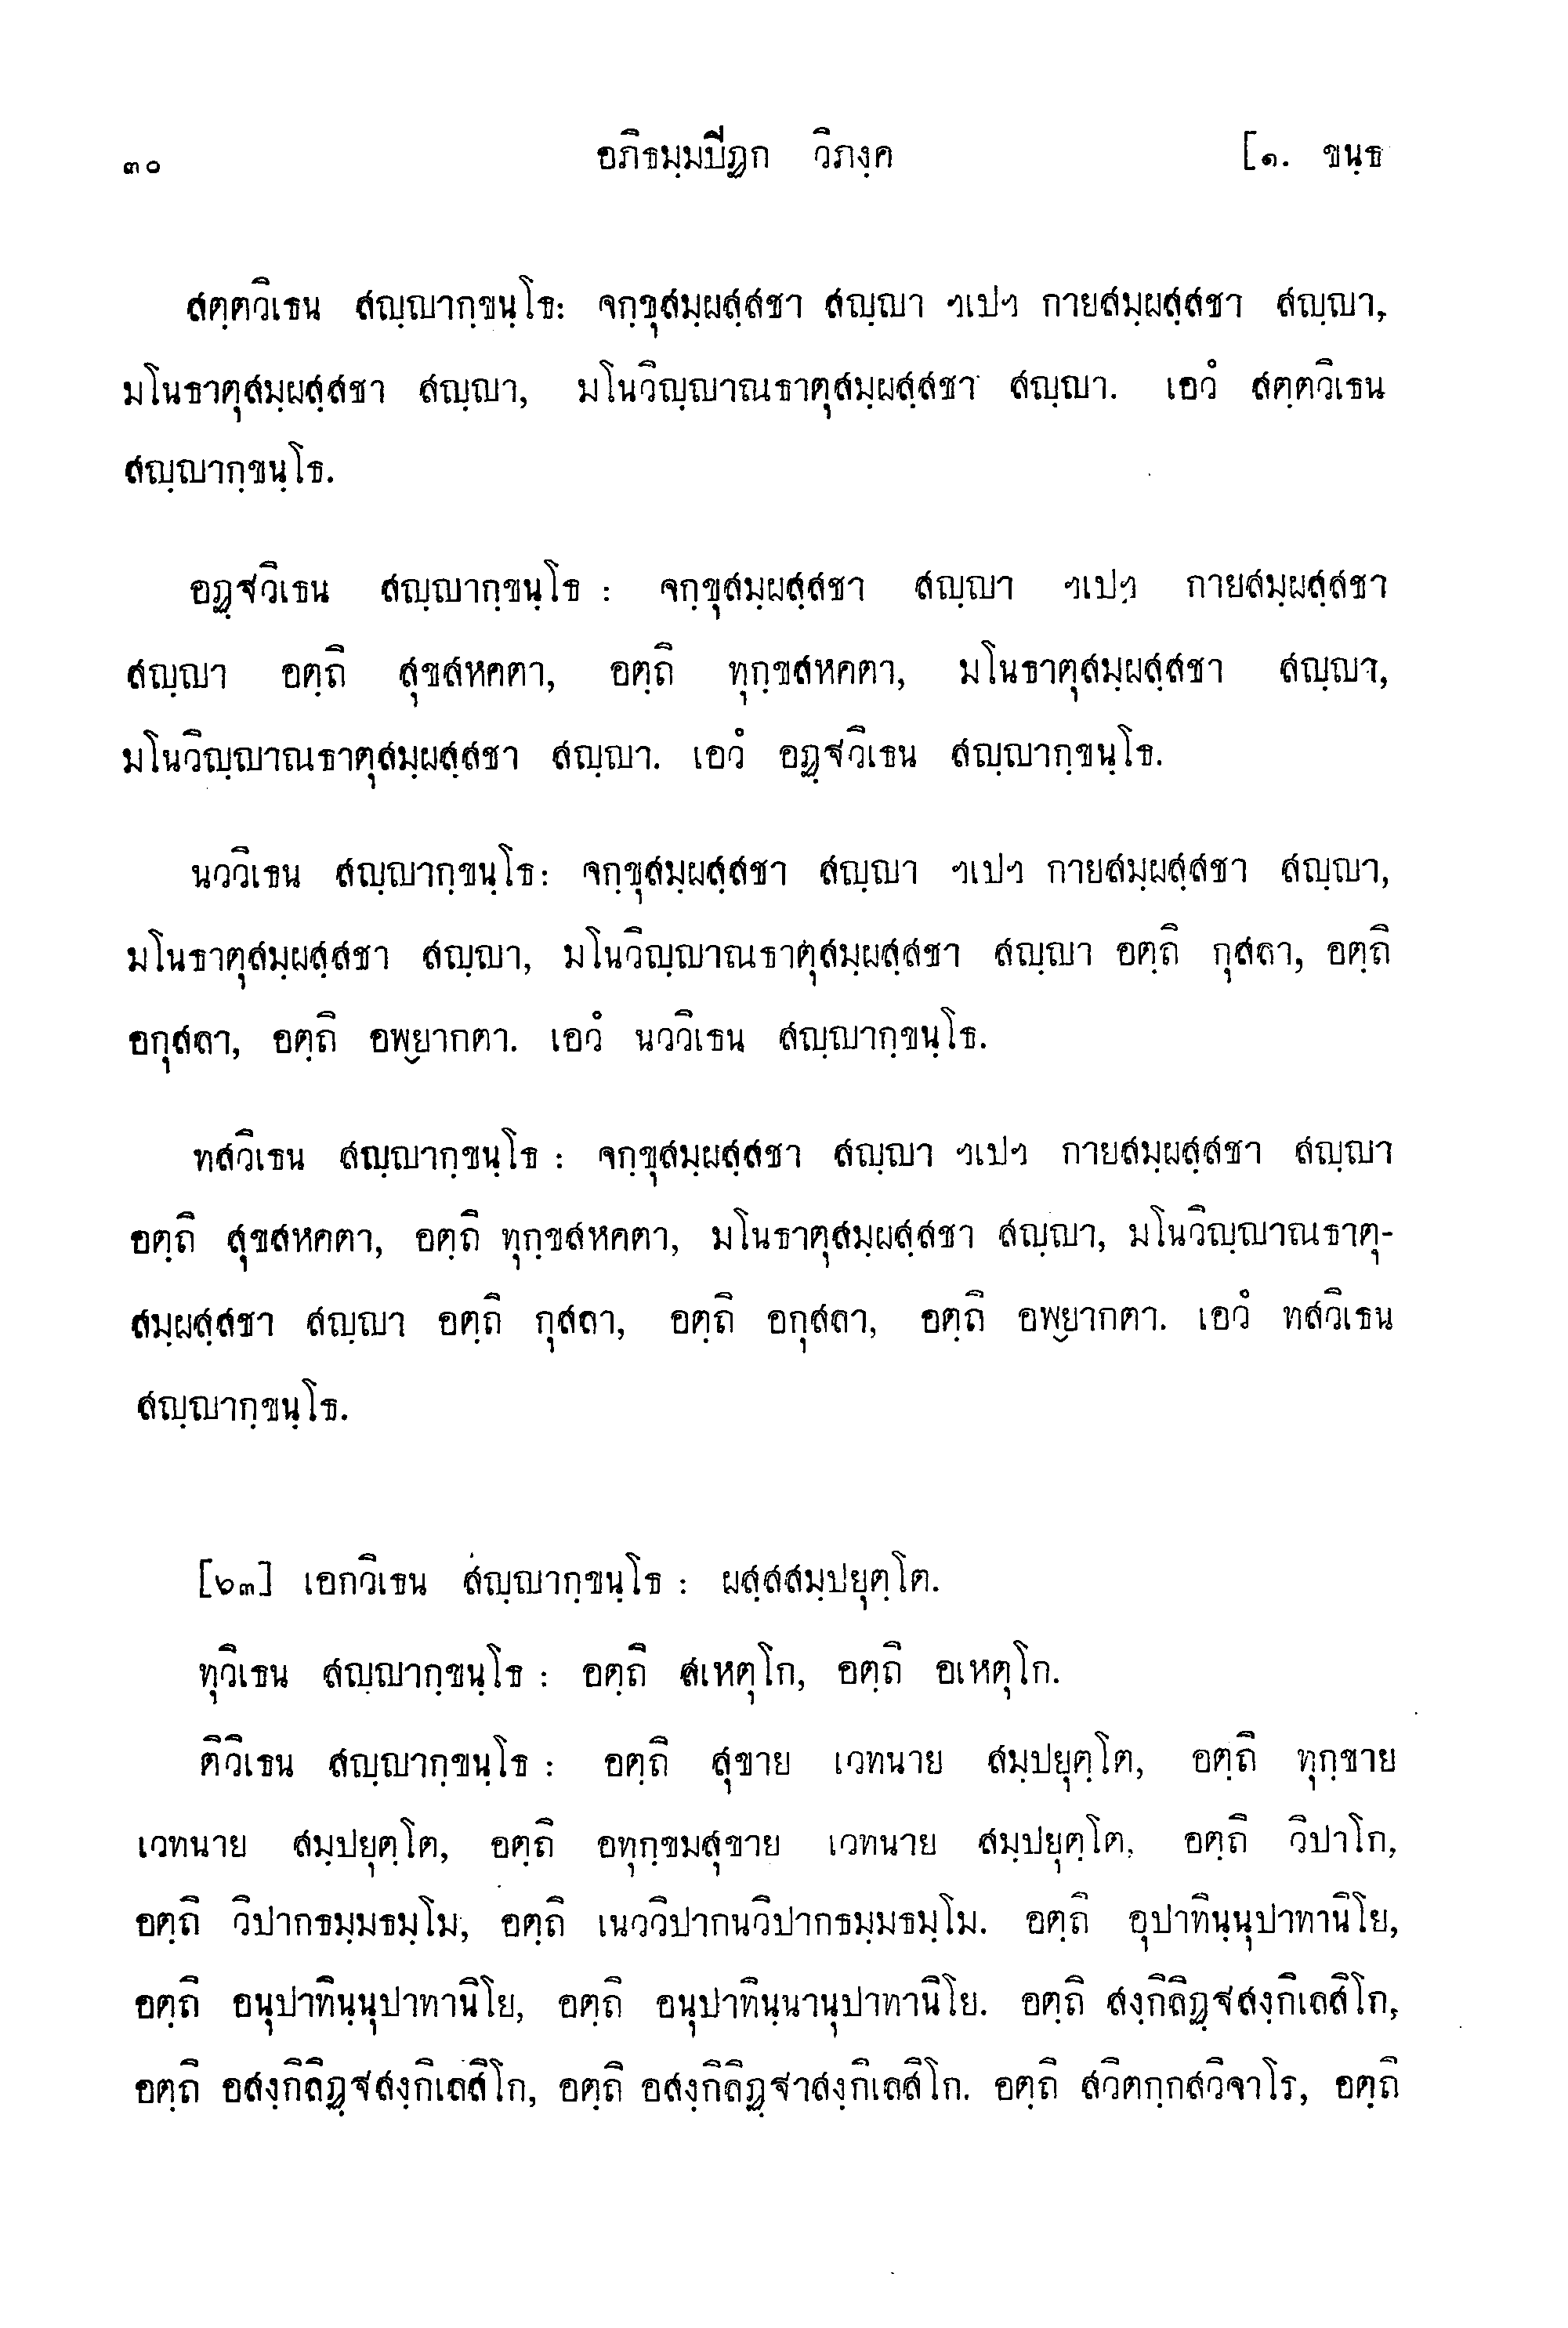 ๓๐ อภิธมฺมปิฏก วิภงฺค [๑. ขนฺธ
สตฺตวิเธน สญฺญากฺขนฺโธ: จกฺขุสมฺผสฺสชา สญฺญา ฯเปฯ กายสมฺผสฺสชา สญฺญา,
มโนธาตุสมฺผสฺสชา สญฺญา, มโนวิญฺญาณธาตุสมฺผสฺสชา สญฺญา. เอวํ สตฺตวิเธน
สญฺญากฺขนฺโธ.
อฏฺฐวิเธน สญฺญากฺขนฺโธ : จกฺขุสมฺผสฺสชา สญฺญา ฯเปฯ กายสมฺผสฺสชา
สญฺญา อตฺถิ สุขสหคตา, อตฺถิ ทุกฺขสหคตา, มโนธาตุสมฺผสฺสชา สญฺญา,
มโนวิญฺญาณธาตุสมฺผสฺสชา สญฺญา. เอวํ อฏฺฐวิเธน สญฺญากฺขนฺโธ.
นววิเธน สญฺญากฺขนฺโธ: จกฺขุสมฺผสฺสชา สญฺญา ฯเปฯ กายสมฺผสฺสชา สญฺญา,
มโนธาตุสมฺผสฺสชา สญฺญา, มโนวิญฺญาณธาตุสมฺผสฺสชา สญฺญา อตฺถิ กุสลา, อตฺถิ
อกุสลา, อตฺถิ อพฺยากตา. เอวํ นววิเธน สญฺญากฺขนฺโธ.
ทสวิเธน สญฺญากฺขนฺโธ : จกฺขุสมฺผสฺสชา สญฺญา ฯเปฯ กายสมฺผสฺสชา สญฺญา
อตฺถิ สุขสหคตา, อตฺถิ ทุกฺขสหคตา, มโนธาตุสมฺผสฺสชา สญฺญา, มโนวิญฺญาณธาตุ-
สมฺผสฺสชา สญฺญา อตฺถิ กุสลา, อตฺถิ อกุสลา, อตฺถิ อพฺยากตา. เอวํ ทสวิเธน
สญฺญากฺขนฺโธ.
[๖๓] เอกวิเธน สญฺญากฺขนฺโธ : ผสฺสสมฺปยุตฺโต.
ทุวิเธน สญฺญากฺขนฺโธ : อตฺถิ สเหตุโก, อตฺถิ อเหตุโก.
ติวิเธน สญฺญากฺขนฺโธ : อตฺถิ สุขาย เวทนาย สมฺปยุตฺโต, อตฺถิ ทุกฺขาย
เวทนาย สมฺปยุตฺโต, อตฺถิ อทุกฺขมสุขาย เวทนาย สมฺปยุตฺโต, อตฺถิ วิปาโก,
อตฺถิ วิปากธมฺมธมฺโม, อตฺถิ เนววิปากนวิปากธมฺมธมฺโม. อตฺถิ อุปาทินฺนุปาทานิโย,
อตฺถิ อนุปาทินฺนุปาทานิโย, อตฺถิ อนุปาทินฺนานุปาทานิโย. อตฺถิ สงฺกิลิฏฺฐสงฺกิเลสิโก,
อตฺถิ อสงฺกิลิฏฺฐสงฺกิเลสิโก, อตฺถิ อสงฺกิลิฏฺฐาสงฺกิเลสิโก. อตฺถิ สวิตกฺกสวิจาโร, อตฺถิ